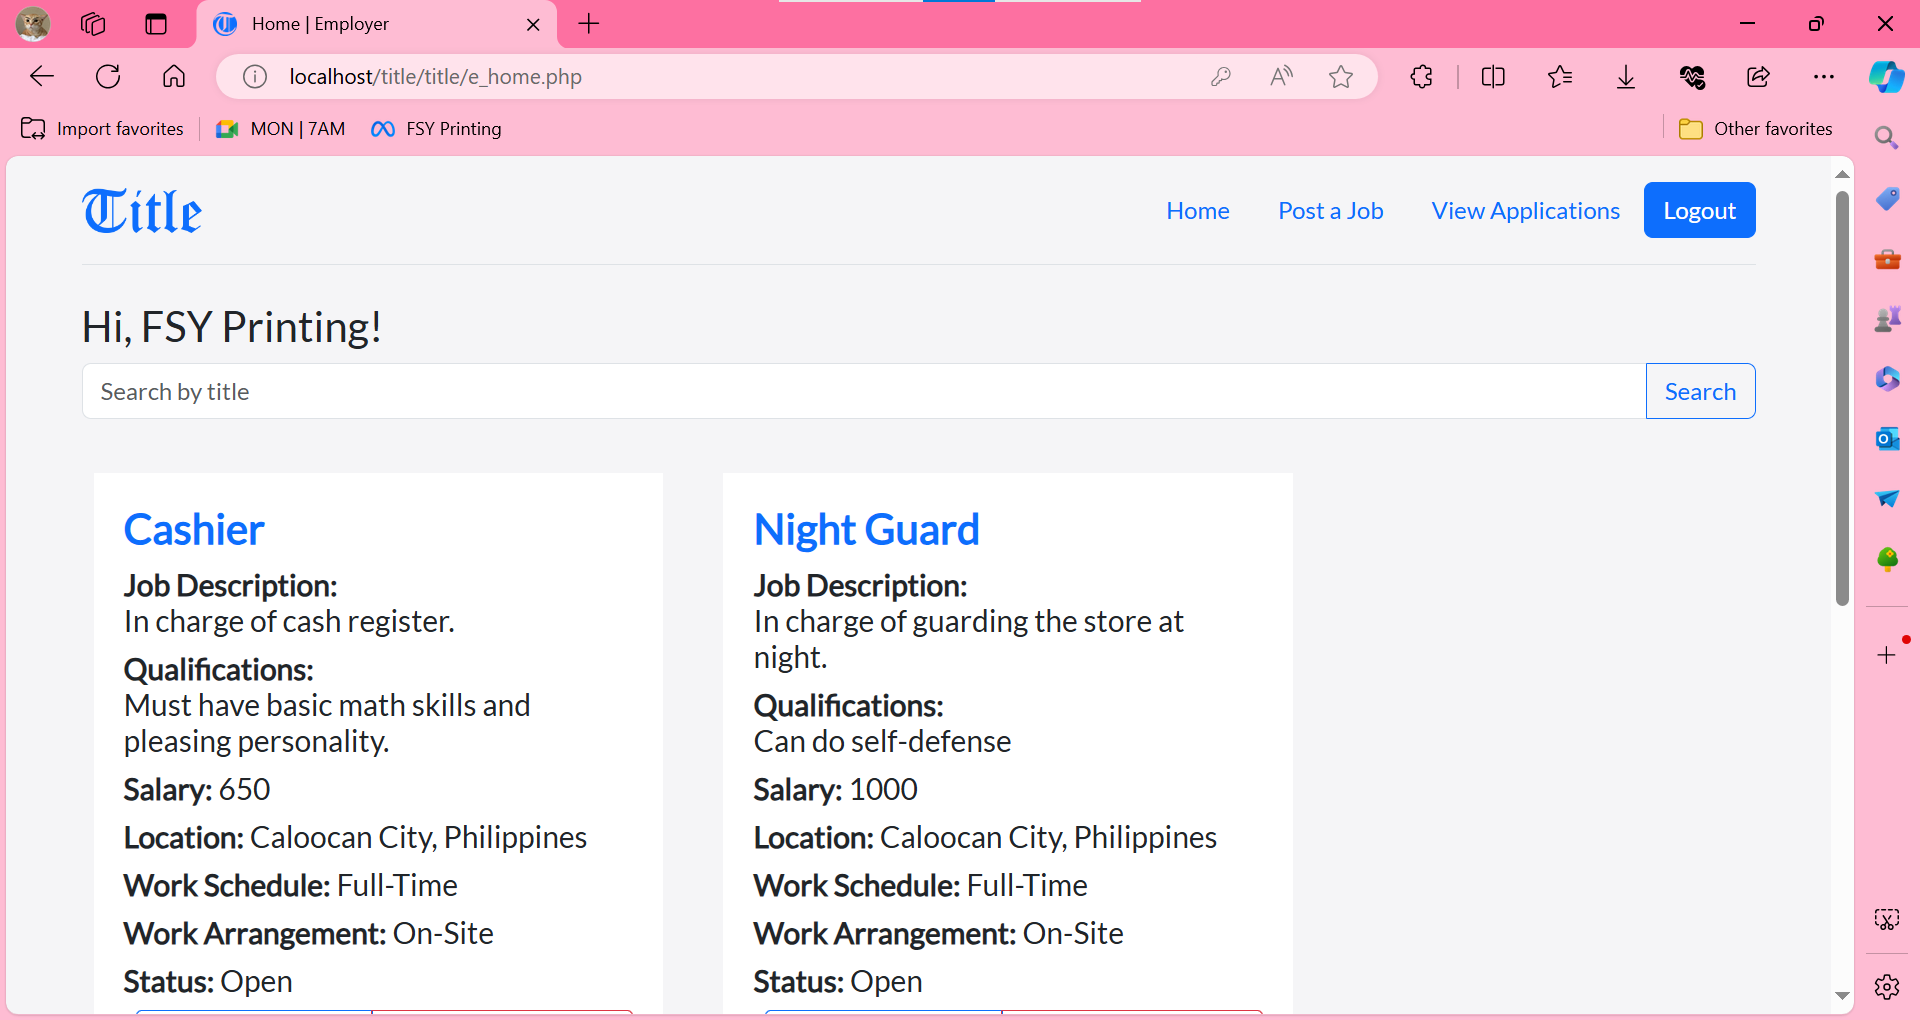 Home | Employer
localhost/title/title/e_home.php
Import favorites
MON | 7AM
FSY Printing
Other favorites
Title
Home
Post a Job
View Applications
Logout
Hi, FSY Printing!
Search by title
Search
Cashier
Job Description:
In charge of cash register.
Qualifications:
Must have basic math skills and
pleasing personality.
Salary: 650
Location: Caloocan City, Philippines
Work Schedule: Full-Time
Work Arrangement: On-Site
Status: Open
Night Guard
Job Description:
In charge of guarding the store at
night.
Qualifications:
Can do self-defense
Salary: 1000
Location: Caloocan City, Philippines
Work Schedule: Full-Time
Work Arrangement: On-Site
Status: Open